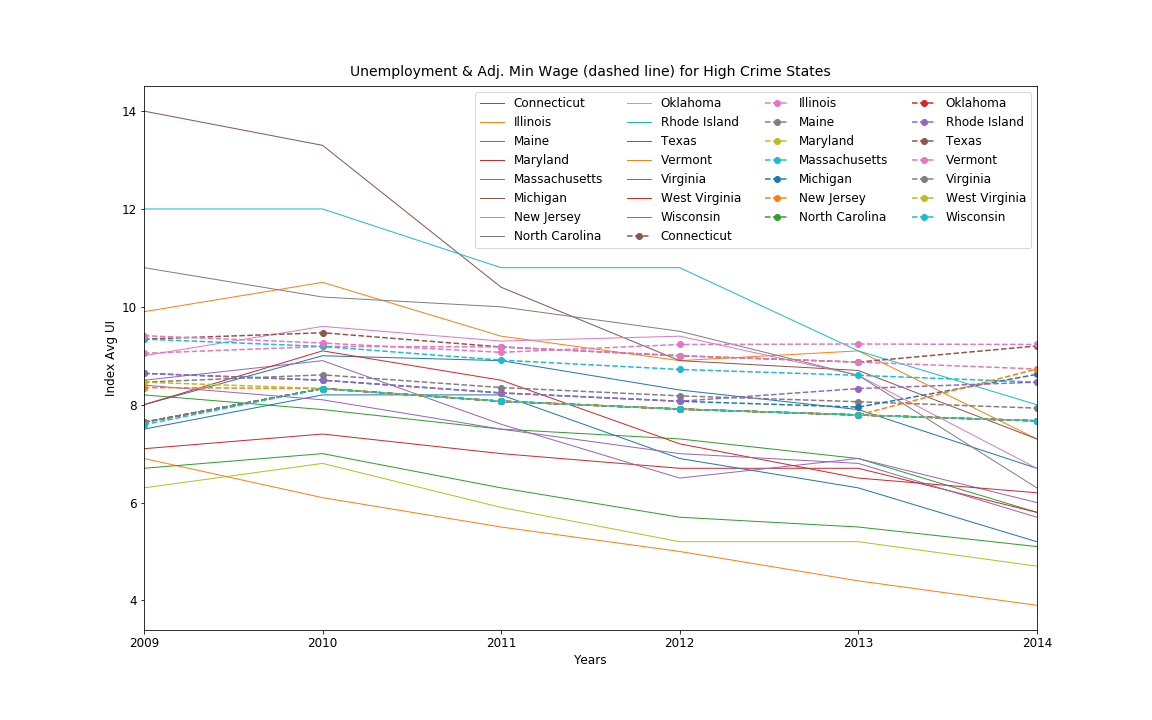 Unemployment & Adj. Min Wage (dashed line) for High Crime States
Connecticut
Illinois
Maine
Maryland
Massachusetts
Michigan
New Jersey
North Carolina
Oklahoma
Rhode Island
Texas
Vermont
Virginia
West Virginia
Wisconsin
Connecticut
Illinois
Maine
Maryland
Massachusetts
Michigan
New Jersey
North Carolina
Oklahoma
Rhode Island
Texas
Vermont
Virginia
West Virginia
Wisconsin
14
12
10
8
6
4
Index Avg UI
2009 2010 2011 2012 2013 2014
Years